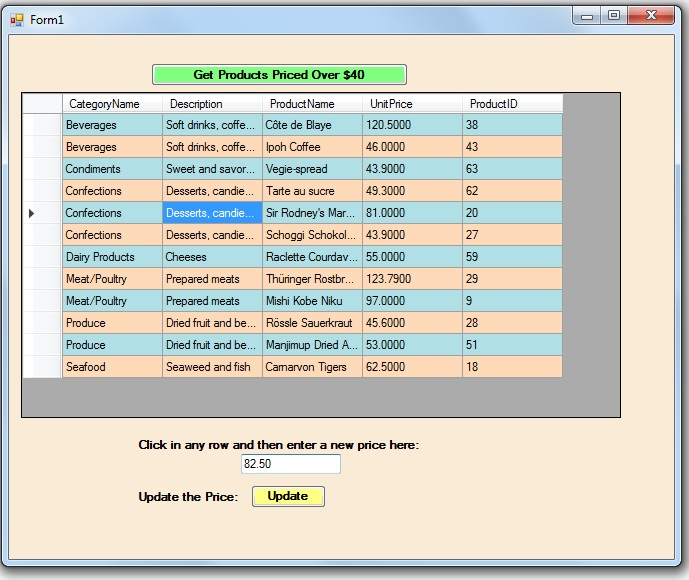 Form1
Get Products Priced Over $40
CategoryName Description ProductName UnitPrice ProductID
Beverages Soft drinks, coffe... Côte de Blaye 120.5000 38
Beverages Soft drinks, coffe... Ipoh Coffee 46.0000 43
Condiments Sweet and savor... Vegie-spread 43.9000 63
Confections Desserts, candie... Tarte au sucre 49.3000 62
Confections Desserts, candie... Sir Rodney's Mar... 81.0000 20
Confections Desserts, candie... Schoggi Schokol... 43.9000 27
Dairy Products Cheeses Raclette Courdav... 55.0000 59
Meat/Poultry Prepared meats Thüringer Rostbr... 123.7900 29
Meat/Poultry Prepared meats Mishi Kobe Niku 97.0000 9
Produce Dried fruit and be... Rössle Sauerkraut 45.6000 28
Produce Dried fruit and be... Manjimup Dried A... 53.0000 51
Seafood Seaweed and fish Carnarvon Tigers 62.5000 18
Click in any row and then enter a new price here:
82.50
Update the Price: Update